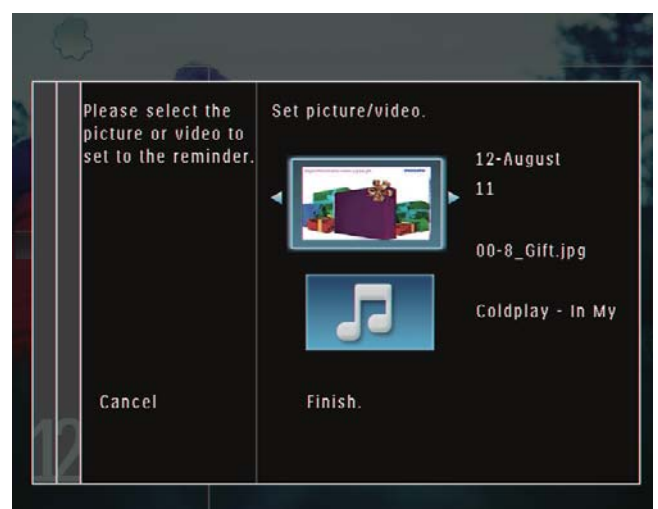 Please select the
picture or video to
set to the reminder.
Set picture/video.
12-August
11
00-8_Gift.jpg
Coldplay - In My
Cancel
Finish.
12